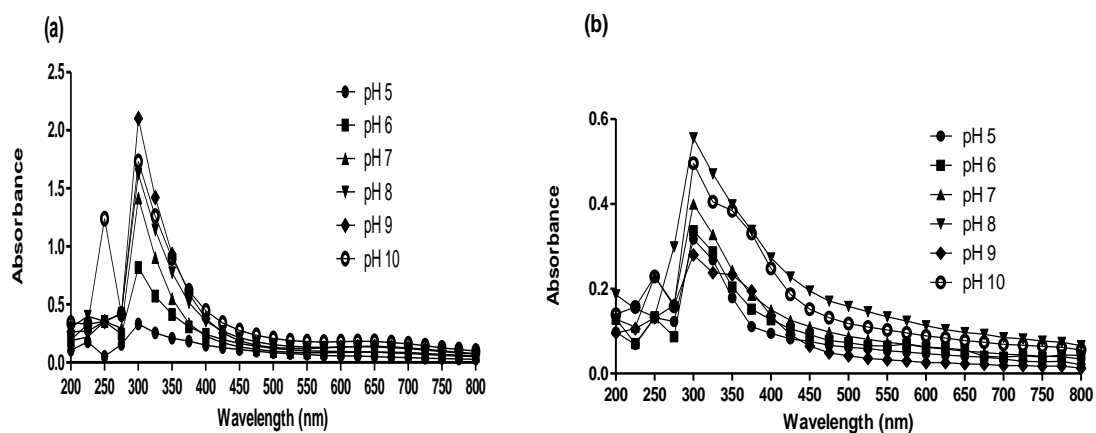 (a)
2.5
2.0
1.5
1.0
0.5
0.0
Absorbance
200 250 300 350 400 450 500 550 600 650 700 750 800
Wavelength (nm)
pH 5
pH 6
pH 7
pH 8
pH 9
pH 10
(b)
0.6
0.4
0.2
0.0
Absorbance
200 250 300 350 400 450 500 550 600 650 700 750 800
Wavelength (nm)
pH 5
pH 6
pH 7
pH 8
pH 9
pH 10